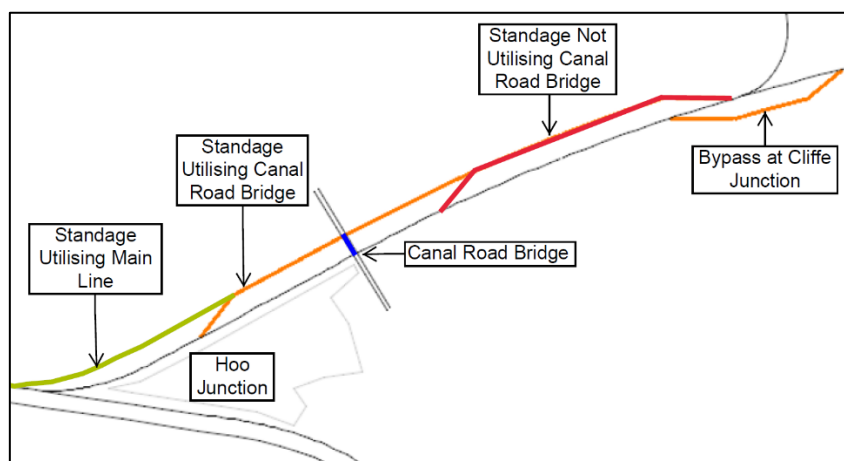 Standage Not
Utilising Canal
Road Bridge
Standage
Utilising Canal
Road Bridge
Bypass at Cliffe
Junction
Standage
Utilising Main
Line
Canal Road Bridge
Hoo
Junction